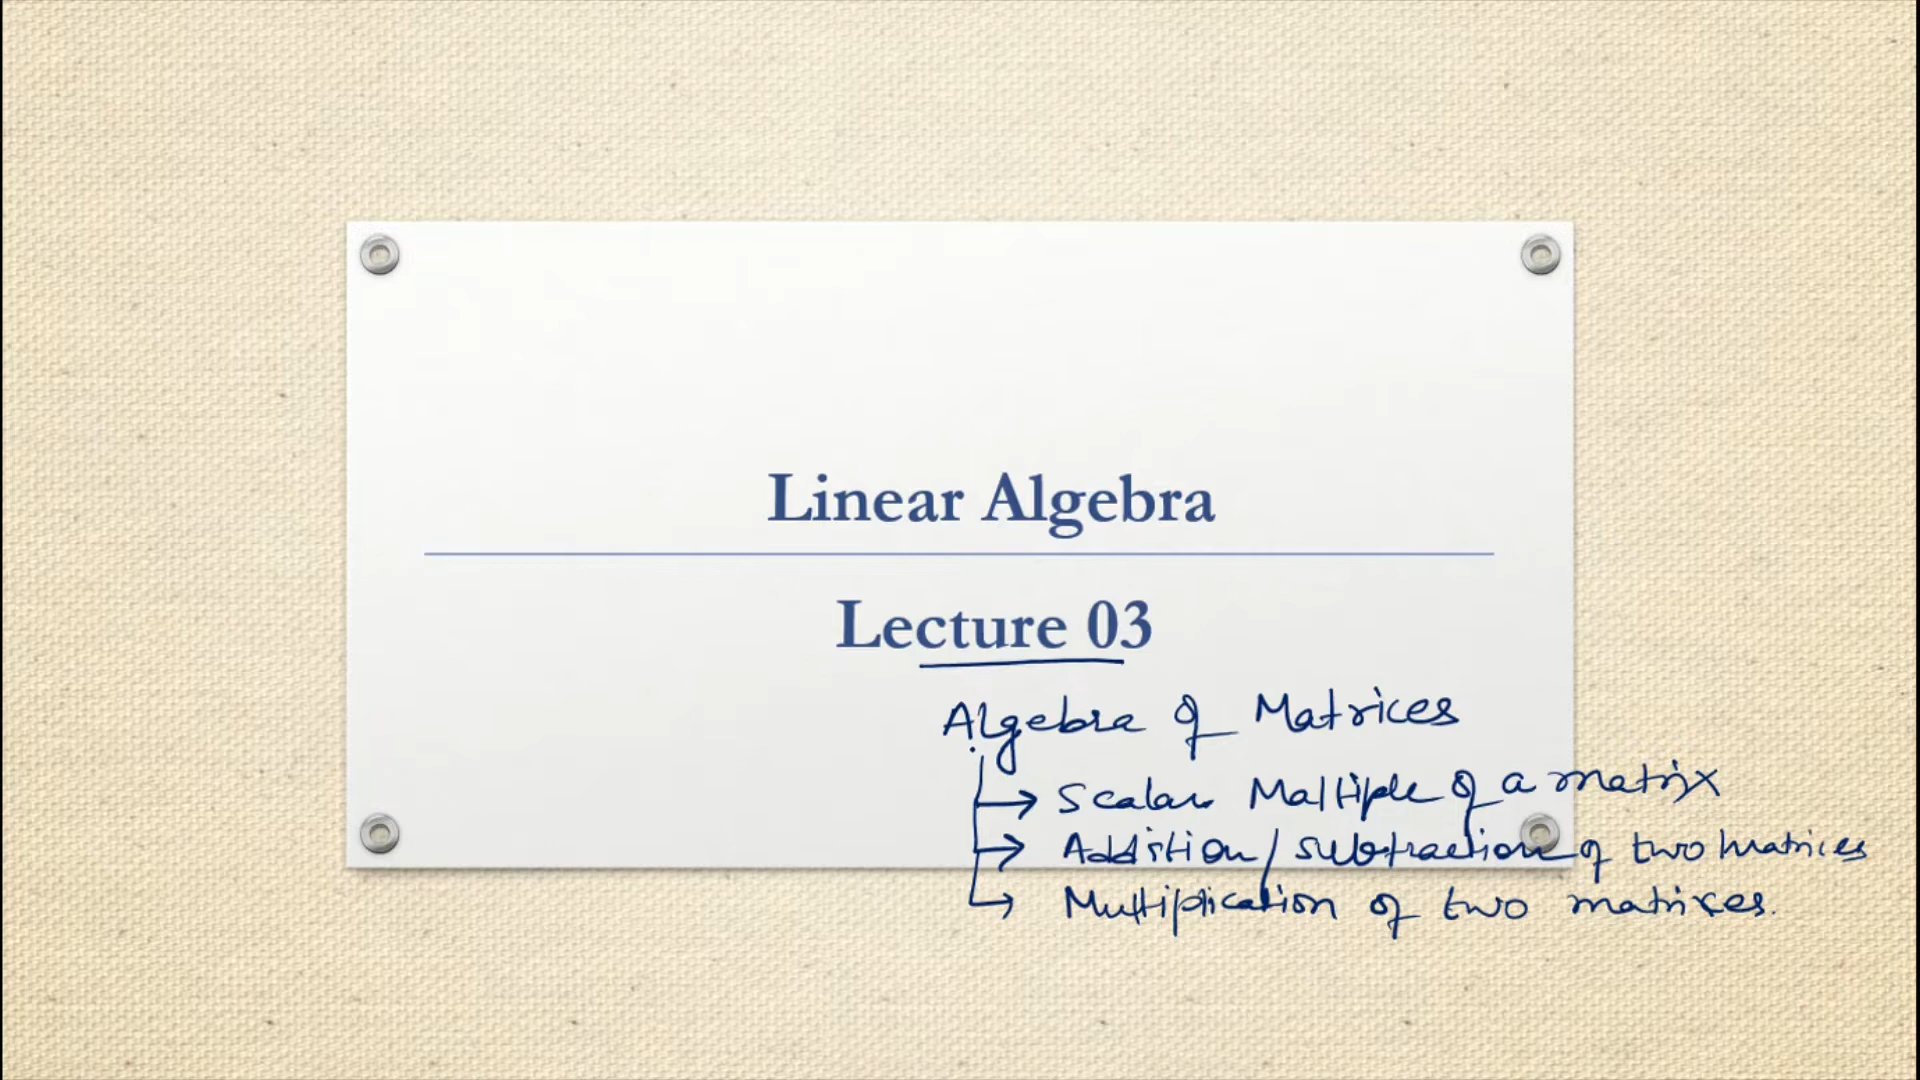 Linear Algebra
Lecture 03
Algebra of Matrices
Scalar Multiple of a matrix
Addition / subtraction of two matrices
Multiplication of two matrices.